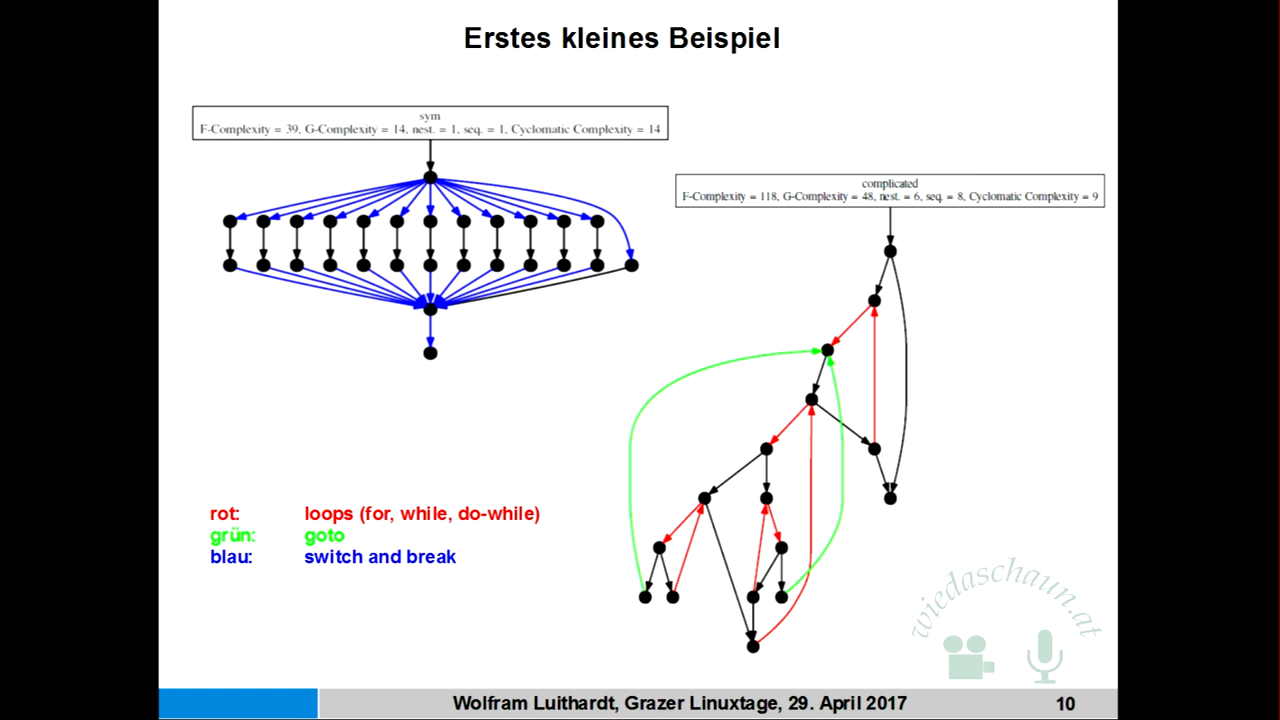 Erstes kleines Beispiel
sym
F-Complexity = 39, G-Complexity = 14, nest. = 1, seq. = 1, Cyclomatic Complexity = 14
complicated
F-Complexity = 118, G-Complexity = 48, nest. = 6, seq. = 8, Cyclomatic Complexity = 9
rot: loops (for, while, do-while)
grün: goto
blau: switch and break
wiedaschaun.at
Wolfram Luithardt, Grazer Linuxtage, 29. April 2017 10